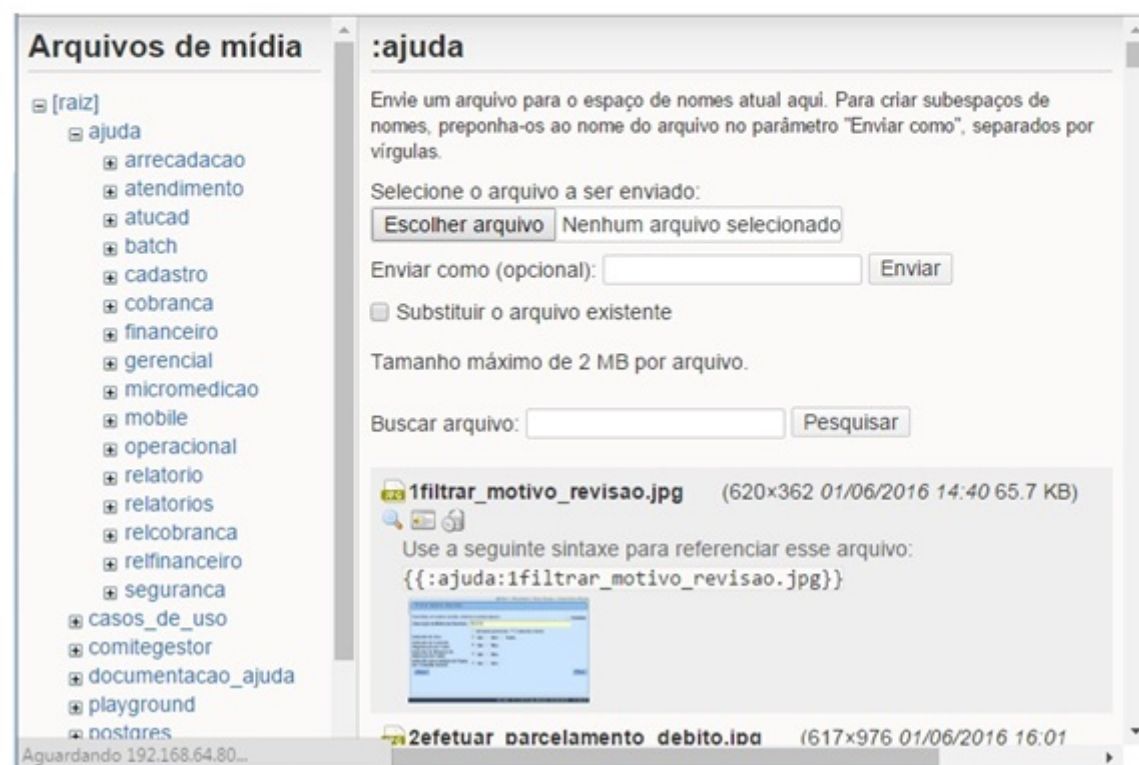 Arquivos de mídia
[raiz]
ajuda
arrecadacao
atendimento
atucad
batch
cadastro
cobranca
financeiro
gerencial
micromedicao
mobile
operacional
relatorio
relatorios
relcobranca
relfinanceiro
seguranca
casos_de_uso
comitegestor
documentacao_ajuda
playground
postgres
Aguardando 192.168.64.80...
:ajuda
Envie um arquivo para o espaço de nomes atual aqui. Para criar subespaços de
nomes, preponha-os ao nome do arquivo no parâmetro "Enviar como", separados por
vírgulas.
Selecione o arquivo a ser enviado:
Escolher arquivo Nenhum arquivo selecionado
Enviar como (opcional): Enviar
Substituir o arquivo existente
Tamanho máximo de 2 MB por arquivo.
Buscar arquivo: Pesquisar
1filtrar_motivo_revisao.jpg (620×362 01/06/2016 14:40 65.7 KB)
Use a seguinte sintaxe para referenciar esse arquivo:
{{:ajuda:1filtrar_motivo_revisao.jpg}}
2efetuar_parcelamento_debito.jpg (617×976 01/06/2016 16:01